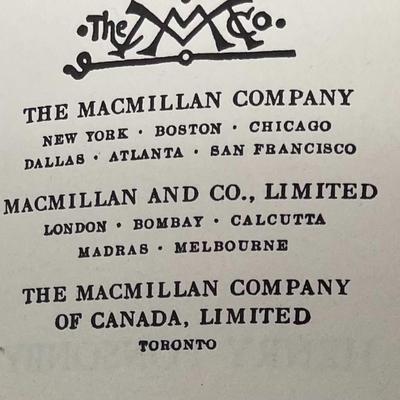 ·The MM Co.
THE MACMILLAN COMPANY
NEW YORK · BOSTON · CHICAGO
DALLAS · ATLANTA · SAN FRANCISCO
MACMILLAN AND CO., LIMITED
LONDON · BOMBAY · CALCUTTA
MADRAS · MELBOURNE
THE MACMILLAN COMPANY
OF CANADA, LIMITED
TORONTO